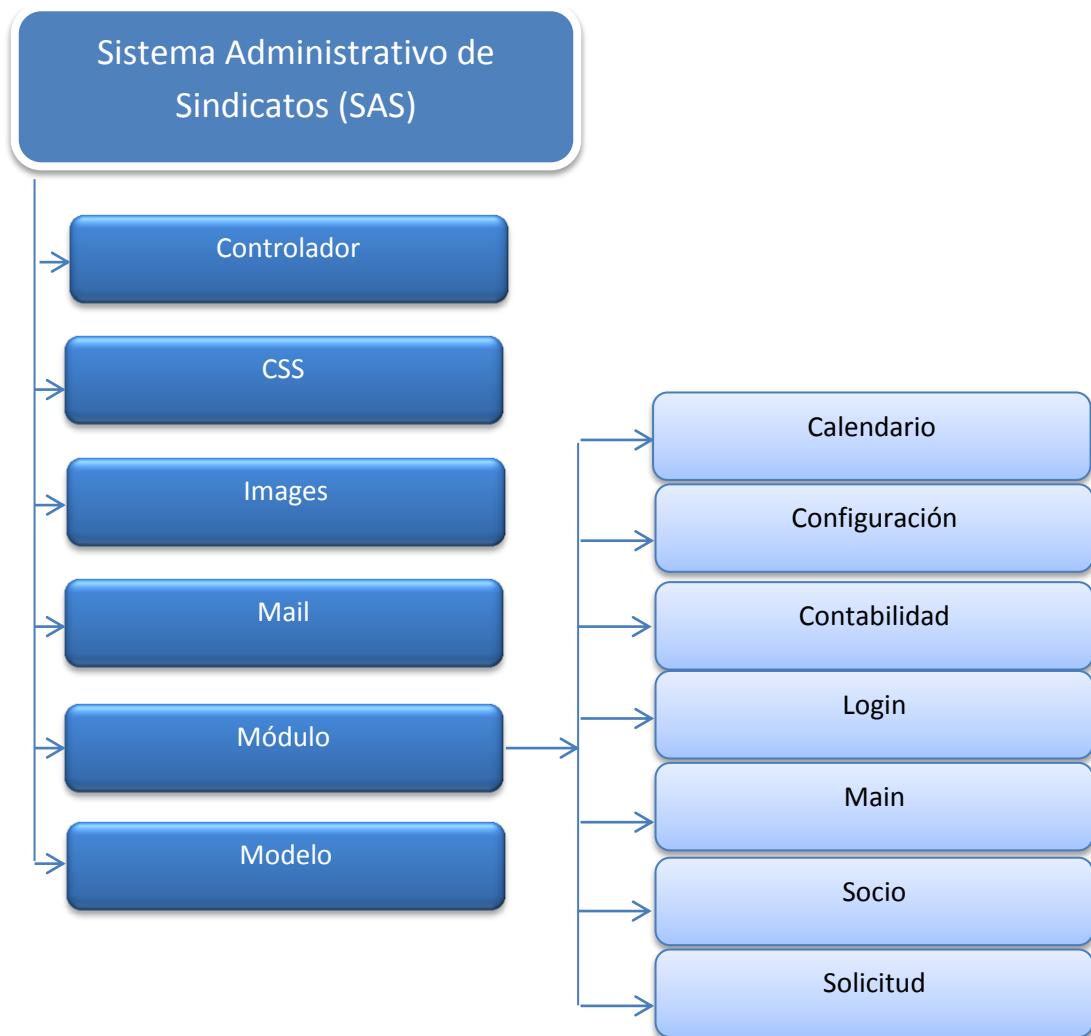 Sistema Administrativo de
Sindicatos (SAS)
Controlador
CSS
Images
Mail
Módulo
Modelo
Calendario
Configuración
Contabilidad
Login
Main
Socio
Solicitud